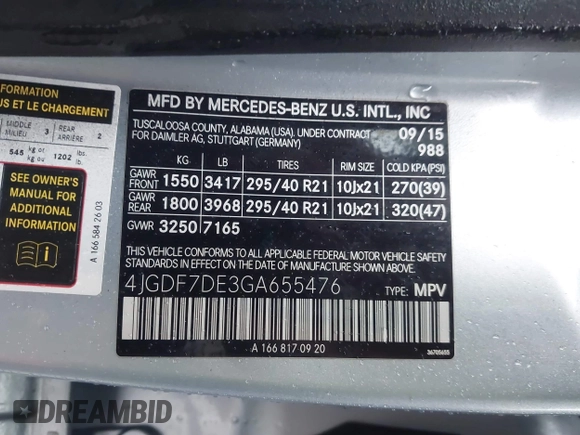 INFORMATION
US ET LE CHARGEMENT
MIDDLE
MILIEU 3 REAR
ARRIÈRE 2
545 kg or
kg ou 1202 lbs.
lb.
SEE OWNER'S
MANUAL FOR
ADDITIONAL
INFORMATION
i
A 166 584 26 03
MFD BY MERCEDES-BENZ U.S. INTL., INC
TUSCALOOSA COUNTY, ALABAMA (USA). UNDER CONTRACT 09/15
FOR DAIMLER AG, STUTTGART (GERMANY) 988
KG LB TIRES RIM SIZE COLD KPA (PSI)
GAWR
FRONT 1550 3417 295/40 R21 10Jx21 270(39)
GAWR
REAR 1800 3968 295/40 R21 10Jx21 320(47)
GVWR 3250 7165
THIS VEHICLE CONFORMS TO ALL APPLICABLE FEDERAL MOTOR VEHICLE SAFETY
STANDARDS IN EFFECT ON THE DATE OF MANUFACTURE SHOWN ABOVE.
4JGDF7DE3GA655476 TYPE: MPV
A 166 817 09 20
36705655
DREAMBID